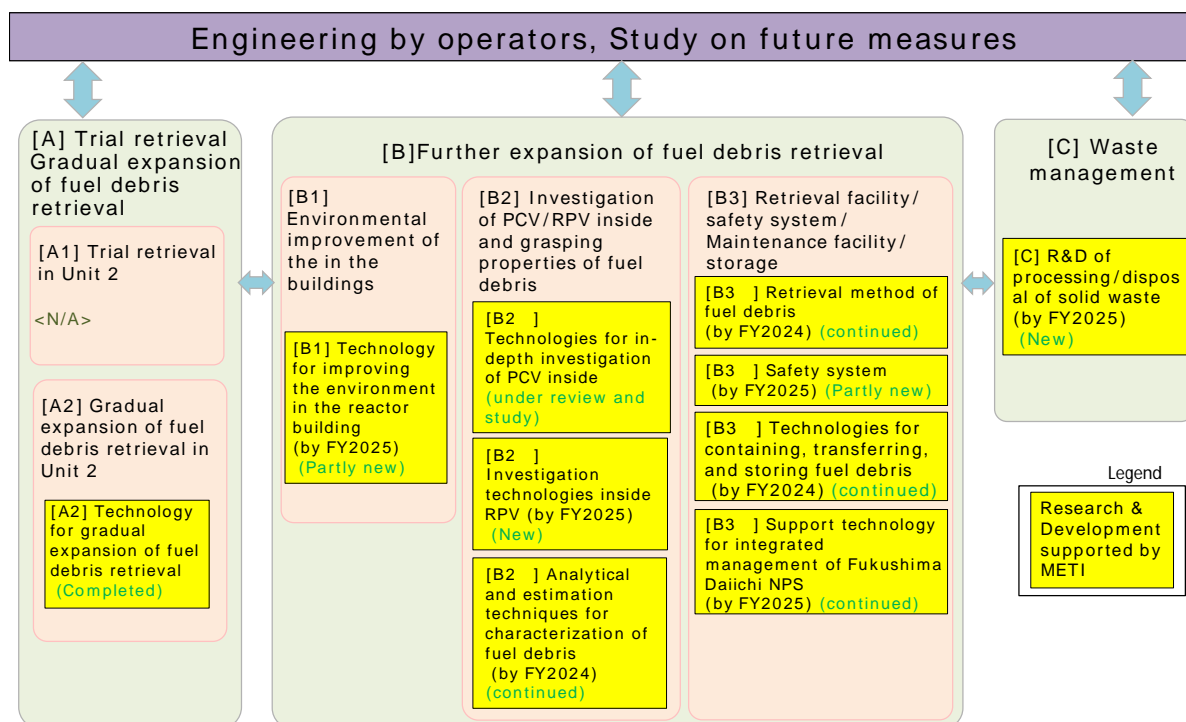 Engineering by operators, Study on future measures
[A] Trial retrieval
Gradual expansion
of fuel debris
retrieval
[A1] Trial retrieval
in Unit 2
<N/A>
[A2] Gradual
expansion of fuel
debris retrieval in
Unit 2
[A2] Technology
for gradual
expansion of fuel
debris retrieval
(Completed)
[B]Further expansion of fuel debris retrieval
[B1]
Environmental
improvement of
the in the
buildings
[B1] Technology
for improving
the environment
in the reactor
building
(by FY2025)
(Partly new)
[B2] Investigation
of PCV/RPV inside
and grasping
properties of fuel
debris
[B2 ]
Technologies for in-
depth investigation
of PCV inside
(under review and
study)
[B2 ]
Investigation
technologies inside
RPV (by FY2025)
(New)
[B2 ] Analytical
and estimation
techniques for
characterization of
fuel debris
(by FY2024)
(continued)
[B3] Retrieval facility/
safety system/
Maintenance facility/
storage
[B3 ] Retrieval method of
fuel debris
(by FY2024) (continued)
[B3 ] Safety system
(by FY2025) (Partly new)
[B3 ] Technologies for
containing, transferring,
and storing fuel debris
(by FY2024) (continued)
[B3 ] Support technology
for integrated
management of Fukushima
Daiichi NPS
(by FY2025) (continued)
[C] Waste
management
[C] R&D of
processing/dispos
al of solid waste
(by FY2025)
(New)
Legend
Research &
Development
supported by
METI